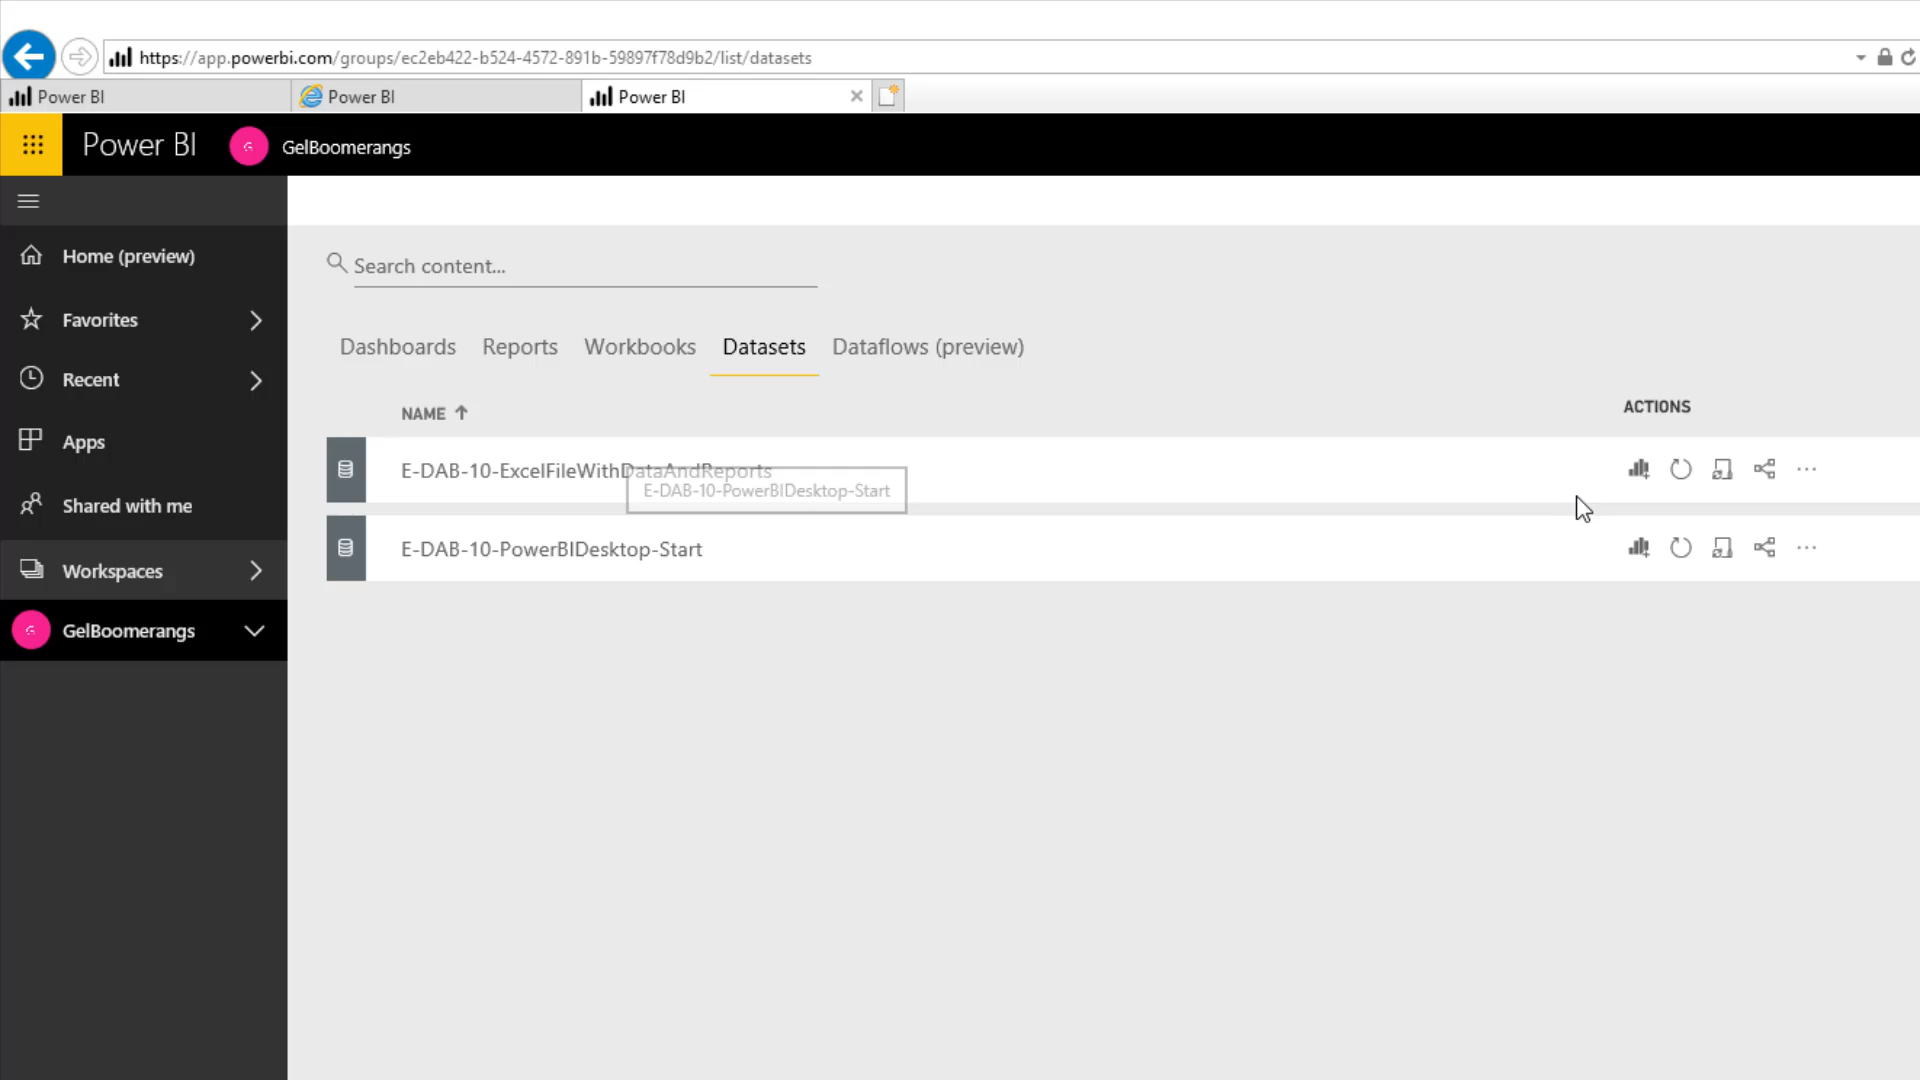 https://app.powerbi.com/groups/ec2eb422-b524-4572-891b-59897f78d9b2/list/datasets
Power BI
Power BI
Power BI
Power BI
G
GelBoomerangs
Home (preview)
Favorites
Recent
Apps
Shared with me
Workspaces
G
GelBoomerangs
Search content...
Dashboards
Reports
Workbooks
Datasets
Dataflows (preview)
NAME
ACTIONS
E-DAB-10-ExcelFileWithDataAndReports
E-DAB-10-PowerBIDesktop-Start
E-DAB-10-PowerBIDesktop-Start